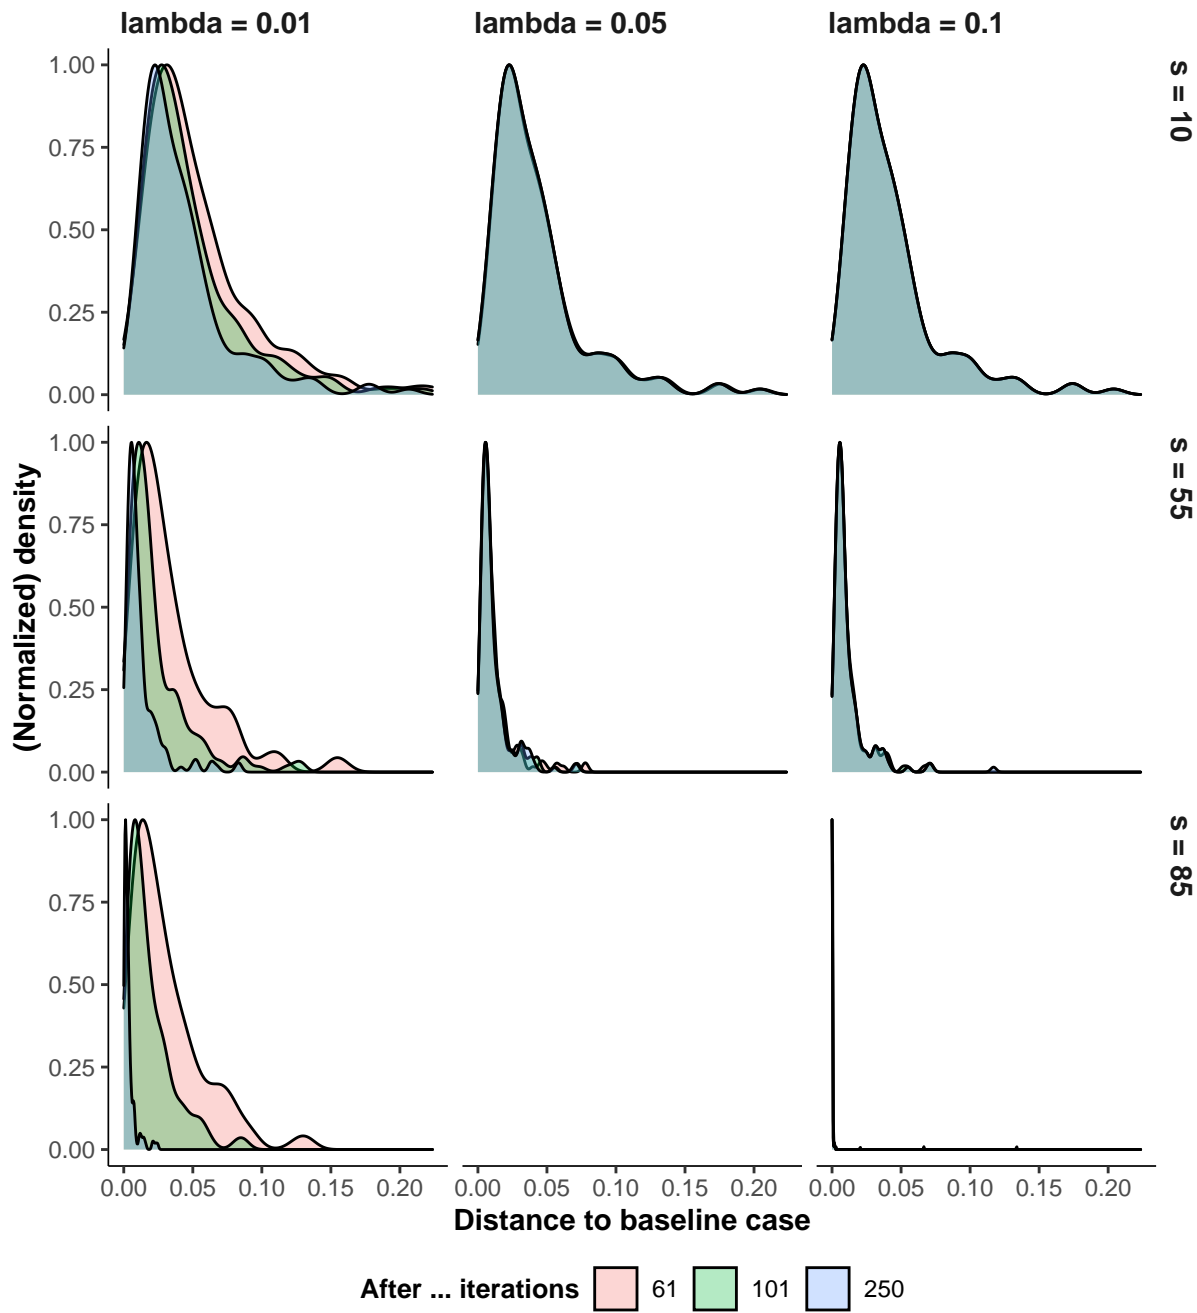 lambda = 0.01 lambda = 0.05 lambda = 0.1
s = 10
1.00
0.75
0.50
0.25
0.00
s = 55
1.00
0.75
0.50
0.25
0.00
(Normalized) density
s = 85
1.00
0.75
0.50
0.25
0.00
0.00 0.05 0.10 0.15 0.20 0.00 0.05 0.10 0.15 0.20 0.00 0.05 0.10 0.15 0.20
Distance to baseline case
After ... iterations 61 101 250